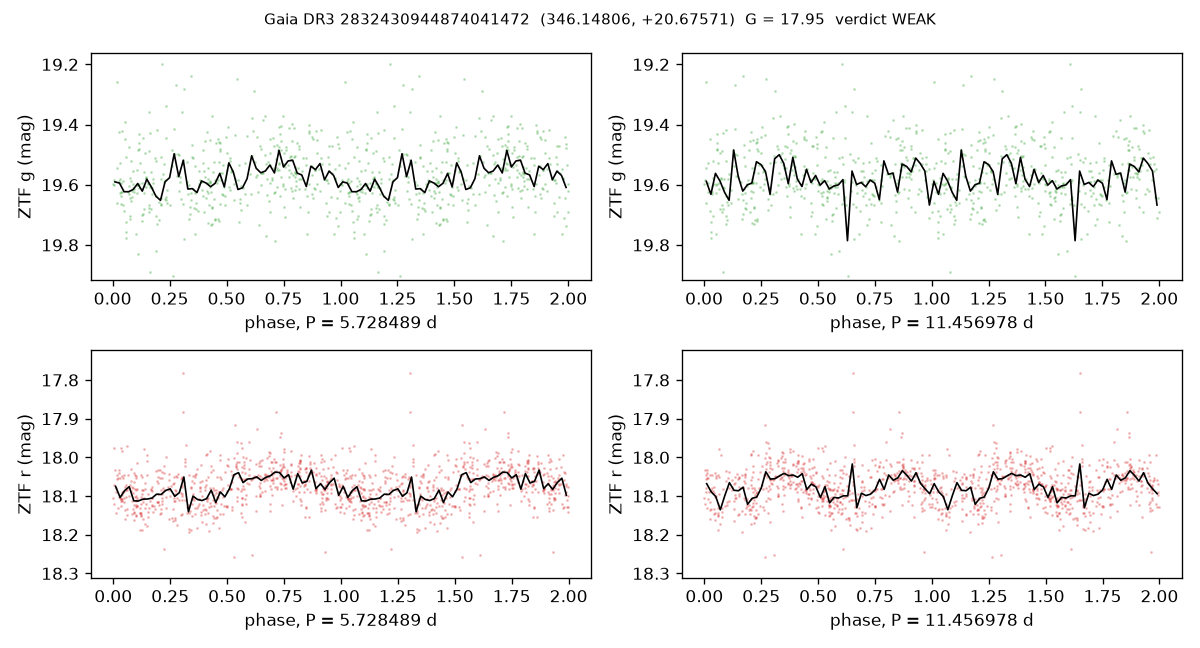 Gaia DR3 2832430944874041472 (346.14806, +20.67571) G = 17.95 verdict WEAK
ZTF g (mag)
19.2
19.4
19.6
19.8
0.00 0.25 0.50 0.75 1.00 1.25 1.50 1.75 2.00
phase, P = 5.728489 d
ZTF g (mag)
19.2
19.4
19.6
19.8
0.00 0.25 0.50 0.75 1.00 1.25 1.50 1.75 2.00
phase, P = 11.456978 d
ZTF r (mag)
17.8
17.9
18.0
18.1
18.2
18.3
0.00 0.25 0.50 0.75 1.00 1.25 1.50 1.75 2.00
phase, P = 5.728489 d
ZTF r (mag)
17.8
17.9
18.0
18.1
18.2
18.3
0.00 0.25 0.50 0.75 1.00 1.25 1.50 1.75 2.00
phase, P = 11.456978 d